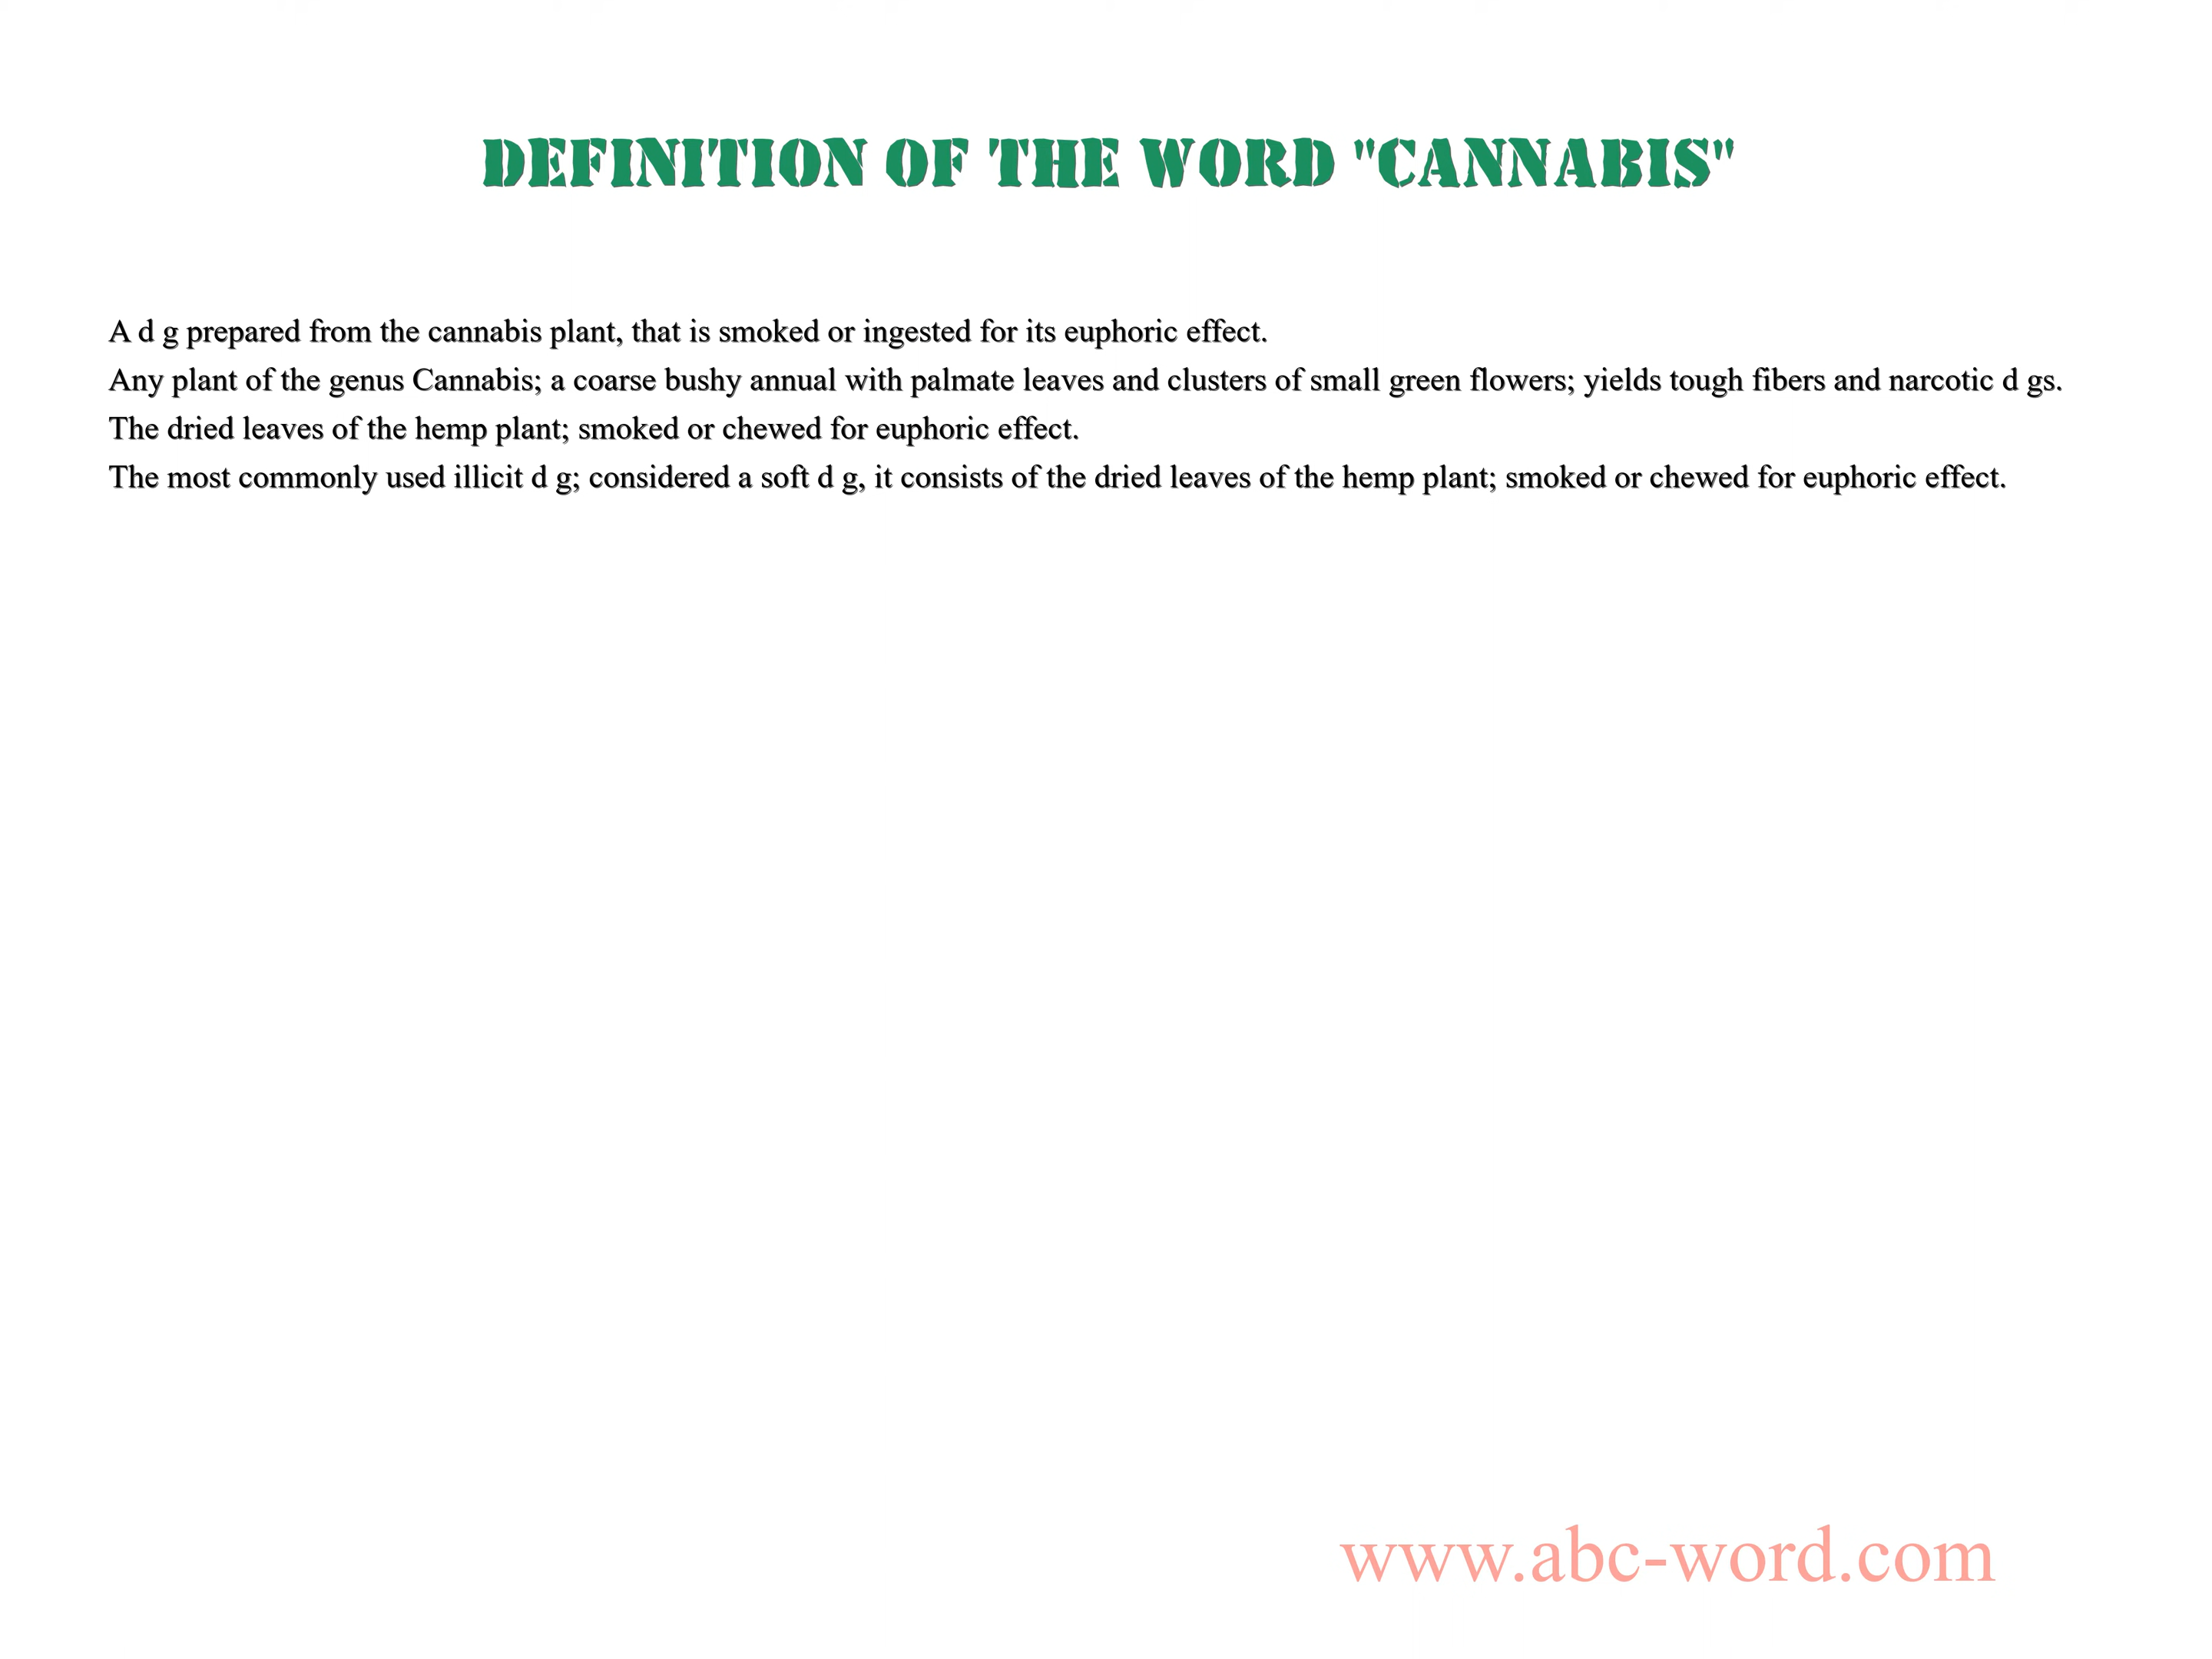 DEFINITION OF THE WORD "CANNABIS"
A d g prepared from the cannabis plant, that is smoked or ingested for its euphoric effect.
Any plant of the genus Cannabis; a coarse bushy annual with palmate leaves and clusters of small green flowers; yields tough fibers and narcotic d gs.
The dried leaves of the hemp plant; smoked or chewed for euphoric effect.
The most commonly used illicit d g; considered a soft d g, it consists of the dried leaves of the hemp plant; smoked or chewed for euphoric effect.
www.abc-word.com